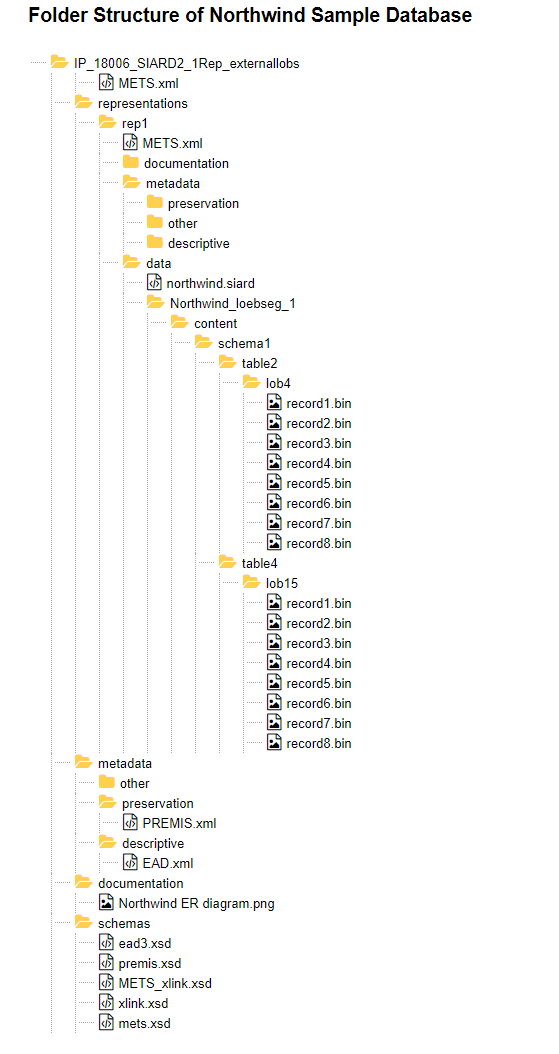 Folder Structure of Northwind Sample Database
IP_18006_SIARD2_1Rep_externallobs
METS.xml
representations
rep1
METS.xml
documentation
metadata
preservation
other
descriptive
data
northwind.siard
Northwind_loebseg_1
content
schema1
table2
lob4
record1.bin
record2.bin
record3.bin
record4.bin
record5.bin
record6.bin
record7.bin
record8.bin
table4
lob15
record1.bin
record2.bin
record3.bin
record4.bin
record5.bin
record6.bin
record7.bin
record8.bin
metadata
other
preservation
PREMIS.xml
descriptive
EAD.xml
documentation
Northwind ER diagram.png
schemas
ead3.xsd
premis.xsd
METS_xlink.xsd
xlink.xsd
mets.xsd